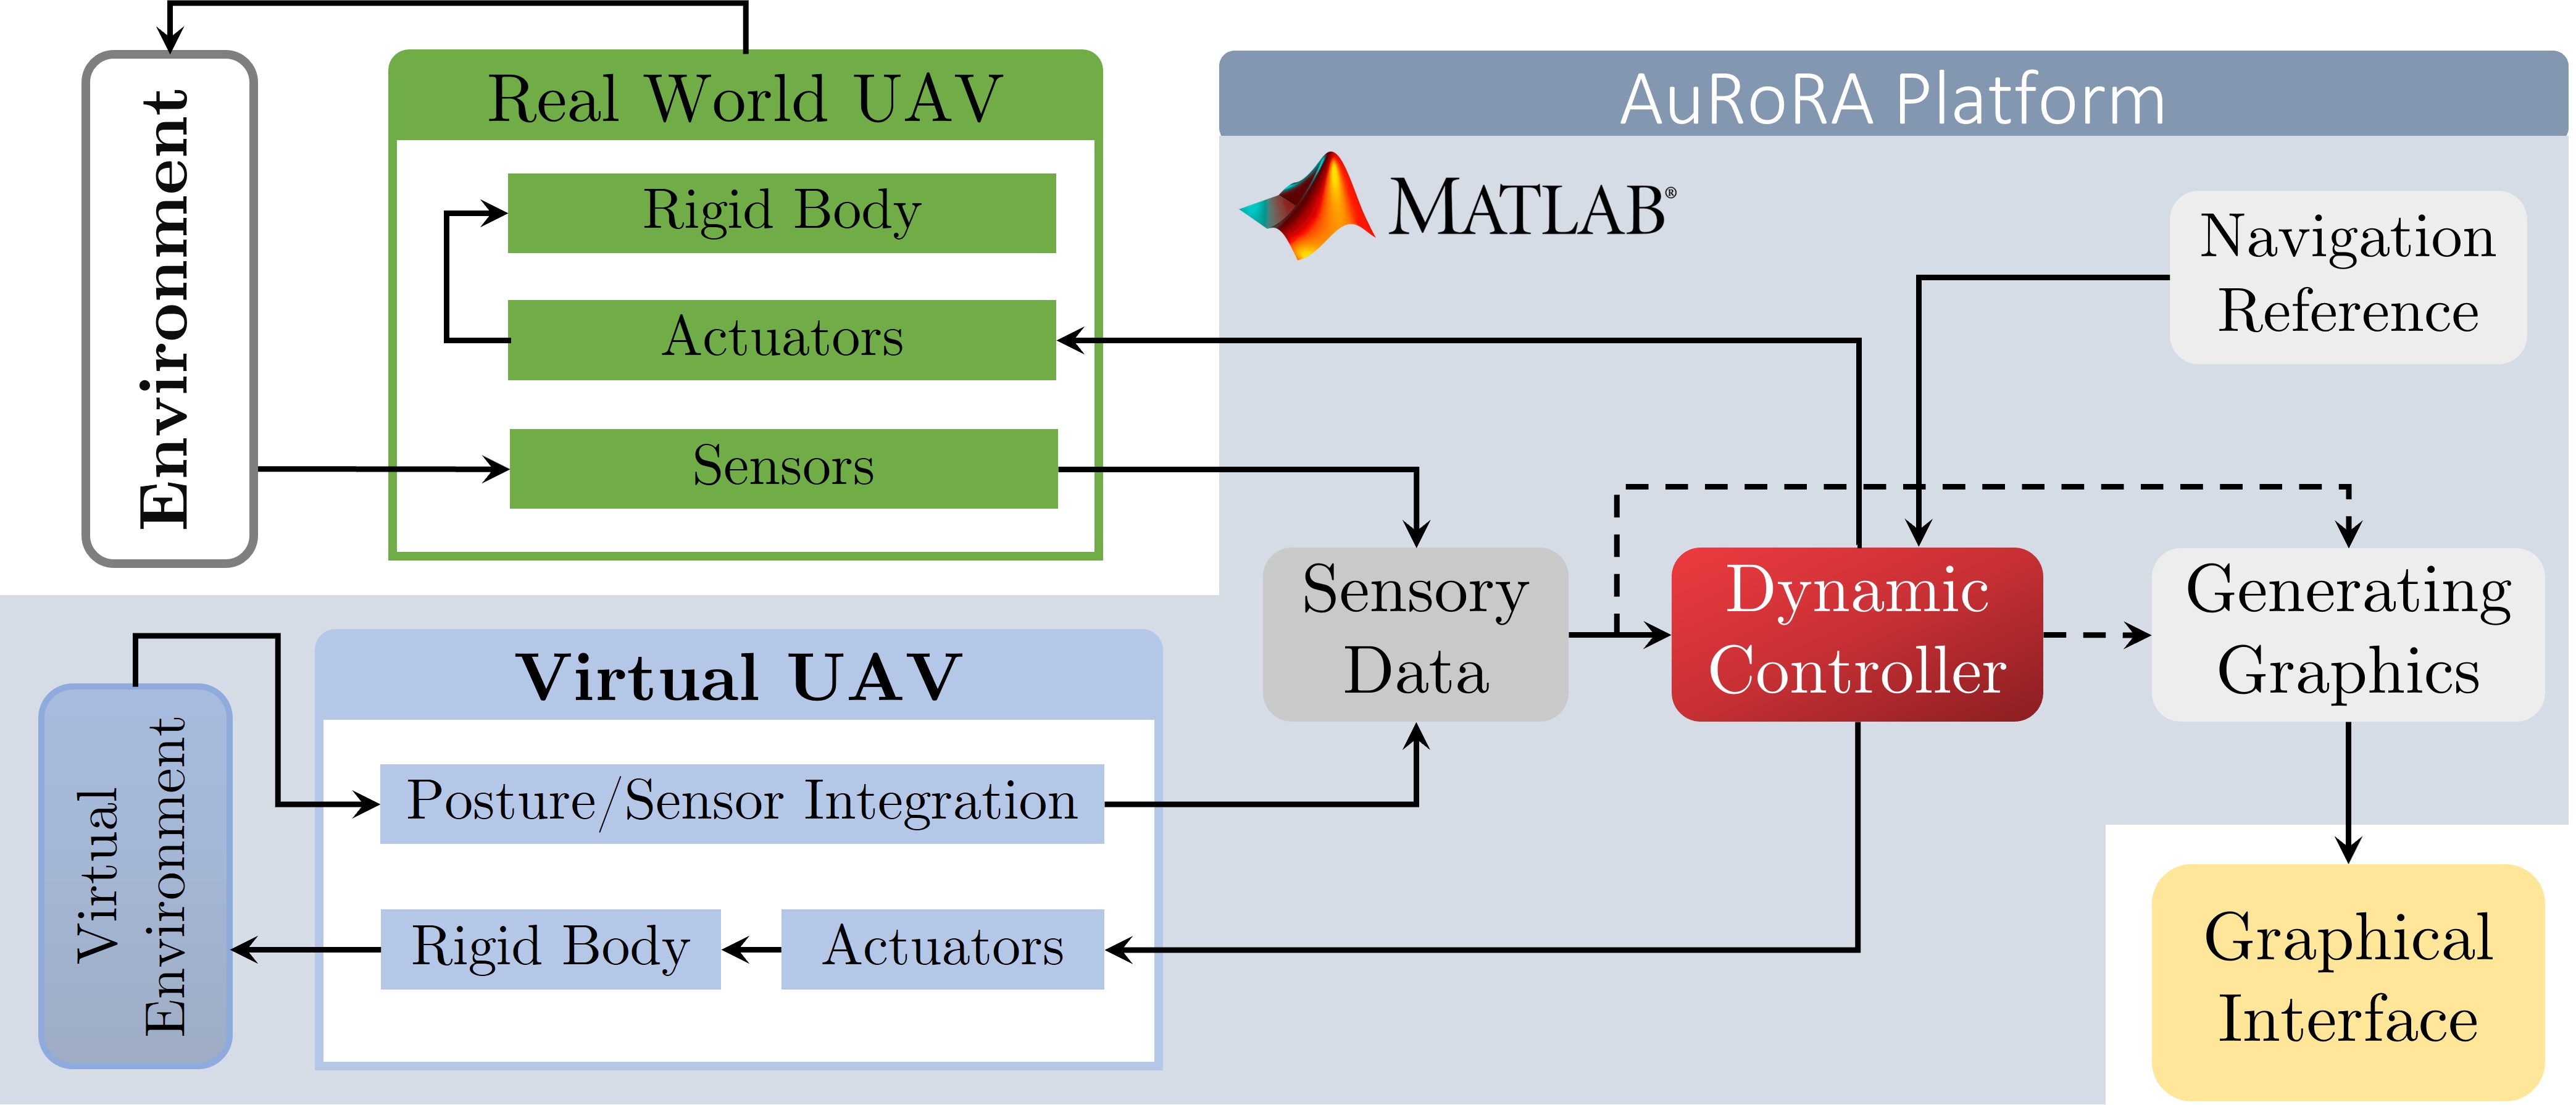 Environment
Real World UAV
Rigid Body
Actuators
Sensors
AuRoRA Platform
MATLAB®
Navigation
Reference
Sensory
Data
Dynamic
Controller
Generating
Graphics
Virtual
Environment
Virtual UAV
Posture/Sensor Integration
Rigid Body
Actuators
Graphical
Interface